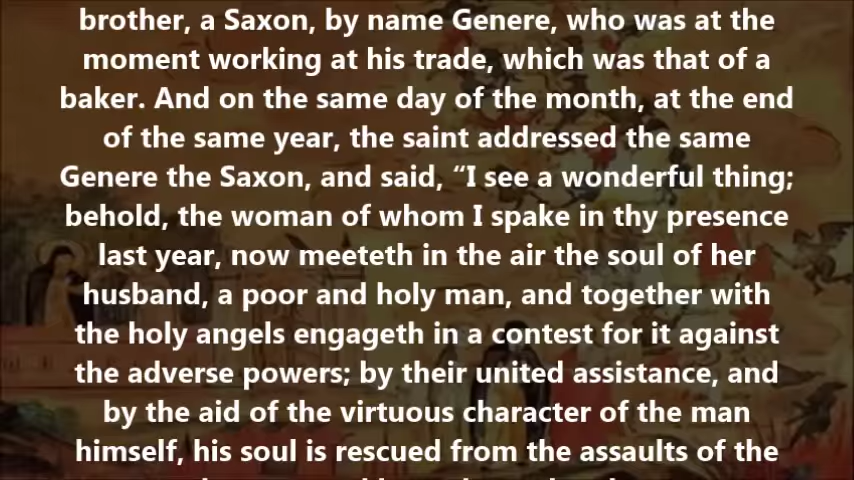 brother, a Saxon, by name Genere, who was at the
moment working at his trade, which was that of a
baker. And on the same day of the month, at the end
of the same year, the saint addressed the same
Genere the Saxon, and said, “I see a wonderful thing;
behold, the woman of whom I spake in thy presence
last year, now meeteth in the air the soul of her
husband, a poor and holy man, and together with
the holy angels engageth in a contest for it against
the adverse powers; by their united assistance, and
by the aid of the virtuous character of the man
himself, his soul is rescued from the assaults of the